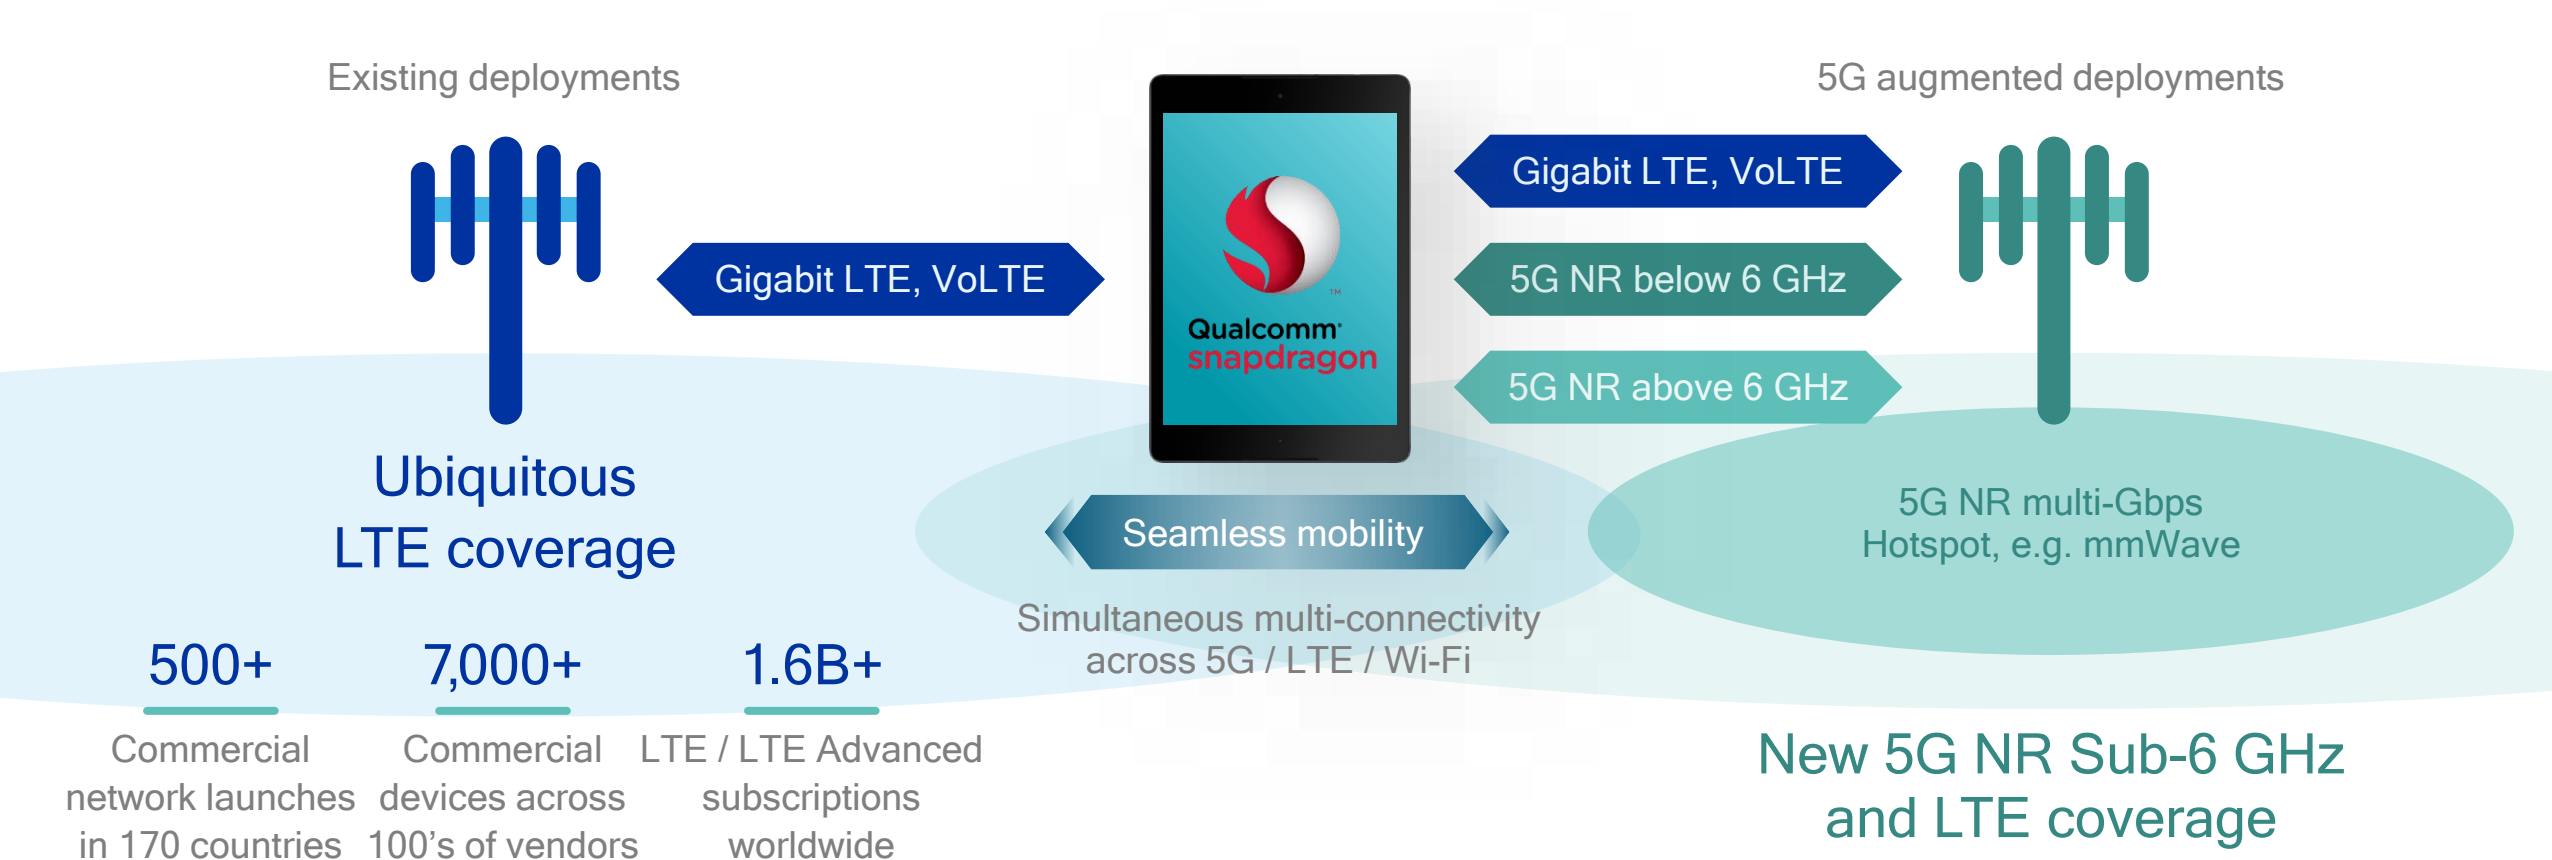 Existing deployments
5G augmented deployments
Gigabit LTE, VoLTE
Qualcomm
snapdragon
™
Gigabit LTE, VoLTE
5G NR below 6 GHz
5G NR above 6 GHz
Ubiquitous
LTE coverage
Seamless mobility
Simultaneous multi-connectivity
across 5G / LTE / Wi-Fi
5G NR multi-Gbps
Hotspot, e.g. mmWave
500+
Commercial
network launches
in 170 countries
7,000+
Commercial
devices across
100’s of vendors
1.6B+
LTE / LTE Advanced
subscriptions
worldwide
New 5G NR Sub-6 GHz
and LTE coverage